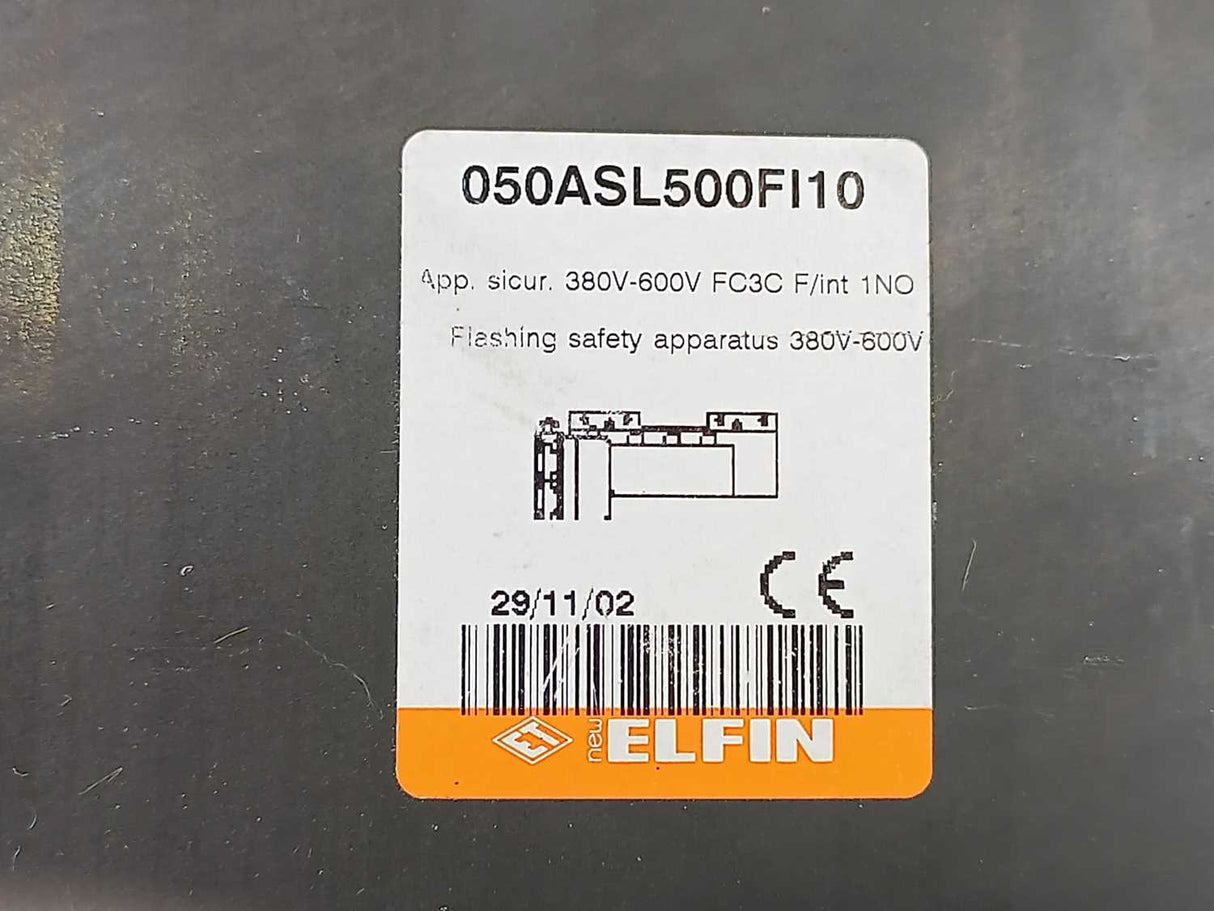 050ASL500FI10
App. sicur. 380V-600V FC3C F/int 1NO
Flashing safety apparatus 380V-600V
29/11/02 CE
ET new ELFIN